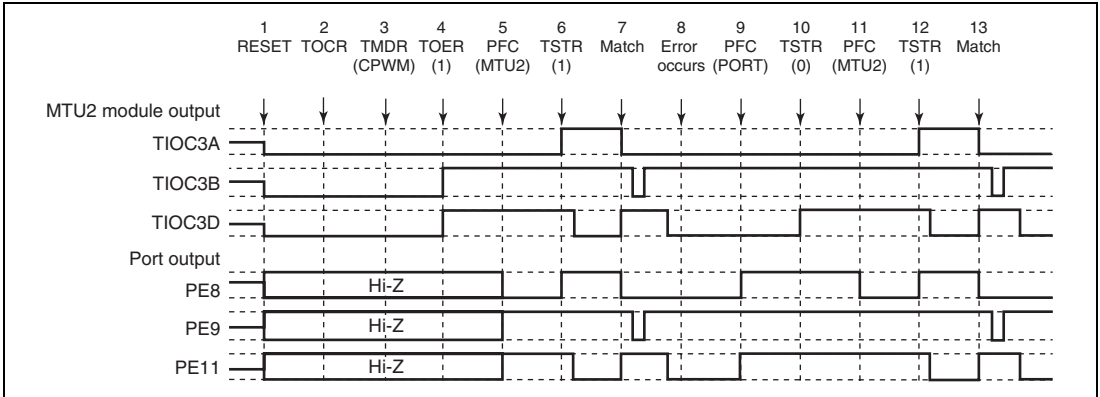 1 2 3 4 5 6 7 8 9 10 11 12 13
RESET TOCR TMDR TOER PFC TSTR Match Error PFC TSTR PFC TSTR Match
(CPWM) (1) (MTU2) (1) occurs (PORT) (0) (MTU2) (1)
MTU2 module output
TIOC3A
TIOC3B
TIOC3D
Port output
PE8 Hi-Z
PE9 Hi-Z
PE11 Hi-Z